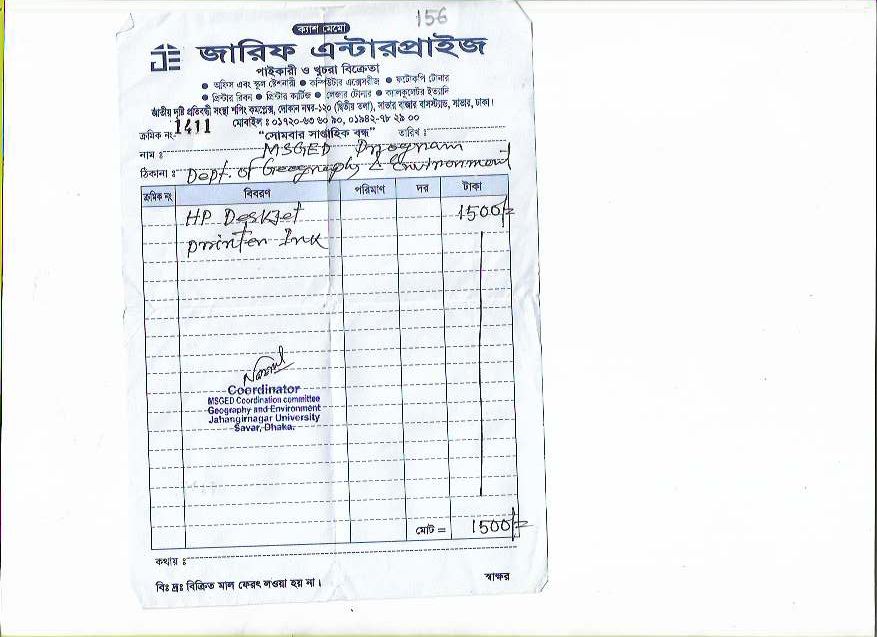 156
ক্যাশ মেমো
জারিফ এন্টারপ্রাইজ
পাইকারী ও খুচরা বিক্রেতা
● অফিস এবং স্কুল ষ্টেশনারী ● কম্পিউটার এক্সেসরীজ ● ফটোকপি টোনার
● প্রিন্টার রিবন ● প্রিন্টার কার্টিজ ● লেজার টোনার ● ক্যালকুলেটর ইত্যাদি
জাতীয় দৃষ্টি প্রতিবন্ধী সংস্থা শপিং কমপ্লেক্স, দোকান নম্বর-১২০ (দ্বিতীয় তলা), সাভার বাজার বাসস্ট্যান্ড, সাভার, ঢাকা।
মোবাইল : ০১৭২০-৬৩ ৬০ ৯০, ০১৯৪২-৭৮ ২৯ ০০
ক্রমিক নং- 1411 "সোমবার সাপ্তাহিক বন্ধ" তারিখ :
নাম : MSGED Program
ঠিকানা : Dept. of Geography & Environment
ক্রমিক নং বিবরণ পরিমাণ দর টাকা
HP Deskjet 1500/=
printer Ink
Coordinator
MSGED Coordination committee
Geography and Environment
Jahangirnagar University
Savar, Dhaka.
মোট = 1500/=
কথায় :
বিঃ দ্রঃ বিক্রিত মাল ফেরৎ লওয়া হয় না। স্বাক্ষর